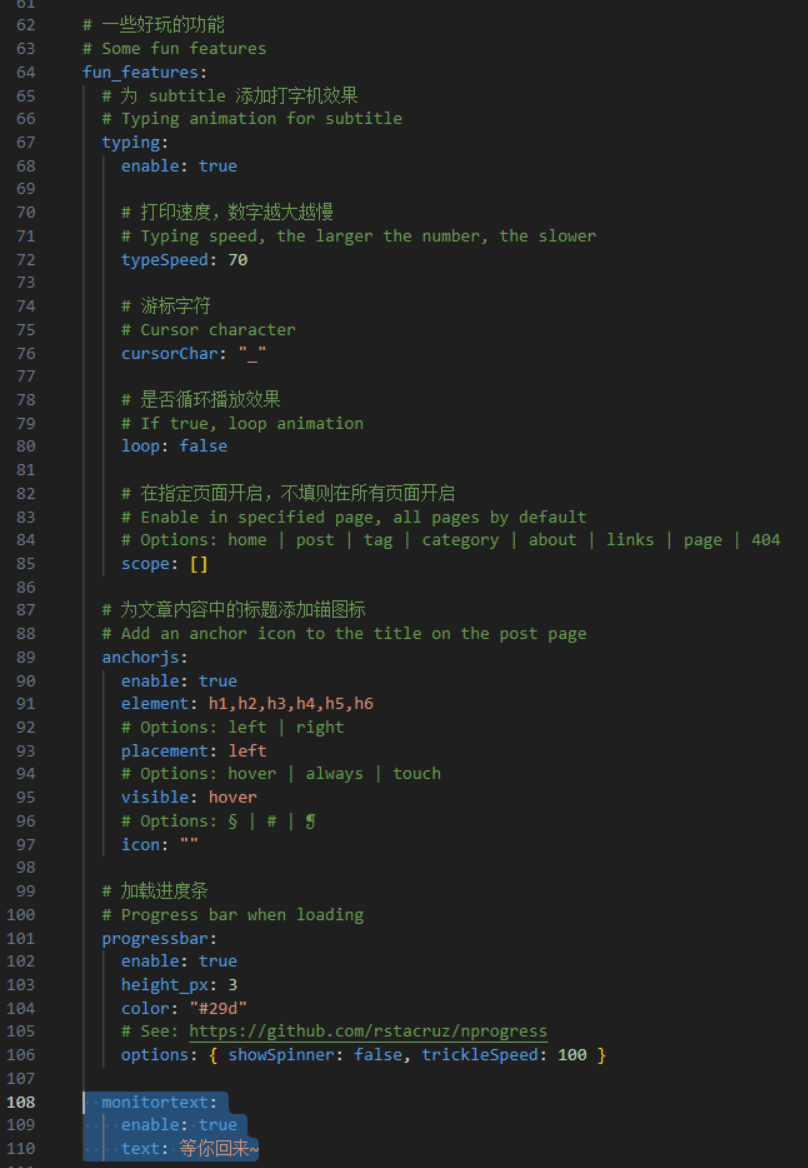 61
62 # 一些好玩的功能
63 # Some fun features
64 fun_features:
65 # 为 subtitle 添加打字机效果
66 # Typing animation for subtitle
67 typing:
68 enable: true
69
70 # 打印速度，数字越大越慢
71 # Typing speed, the larger the number, the slower
72 typeSpeed: 70
73
74 # 游标字符
75 # Cursor character
76 cursorChar: "_"
77
78 # 是否循环播放效果
79 # If true, loop animation
80 loop: false
81
82 # 在指定页面开启，不填则在所有页面开启
83 # Enable in specified page, all pages by default
84 # Options: home | post | tag | category | about | links | page | 404
85 scope: []
86
87 # 为文章内容中的标题添加锚图标
88 # Add an anchor icon to the title on the post page
89 anchorjs:
90 enable: true
91 element: h1,h2,h3,h4,h5,h6
92 # Options: left | right
93 placement: left
94 # Options: hover | always | touch
95 visible: hover
96 # Options: § | # | ❡
97 icon: ""
98
99 # 加载进度条
100 # Progress bar when loading
101 progressbar:
102 enable: true
103 height_px: 3
104 color: "#29d"
105 # See: https://github.com/rstacruz/nprogress
106 options: { showSpinner: false, trickleSpeed: 100 }
107
108 monitortext:
109 enable: true
110 text: 等你回来~